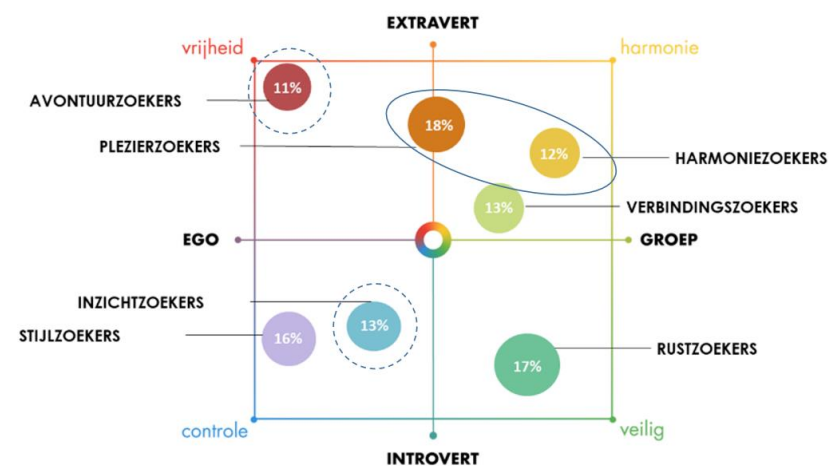 EXTRAVERT
vrijheid
harmonie
11%
AVONTUURZOEKERS
18%
PLEZIERZOEKERS
12%
HARMONIEZOEKERS
13%
VERBINDINGSZOEKERS
EGO
GROEP
INZICHTZOEKERS
13%
STIJLZOEKERS
16%
RUSTZOEKERS
17%
controle
veilig
INTROVERT